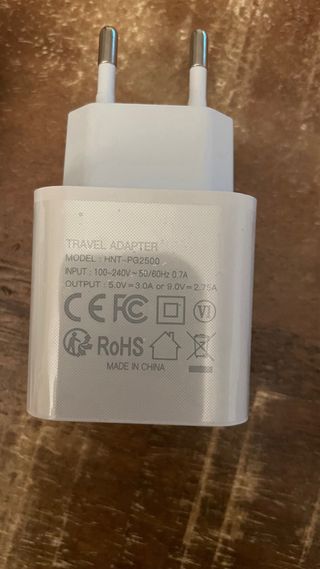 TRAVEL ADAPTER
MODEL : HNT-PG2500
INPUT : 100-240V~50/60Hz 0.7A
OUTPUT : 5.0V⎓3.0A or 9.0V⎓2.75A
CE FC VI
RoHS
MADE IN CHINA